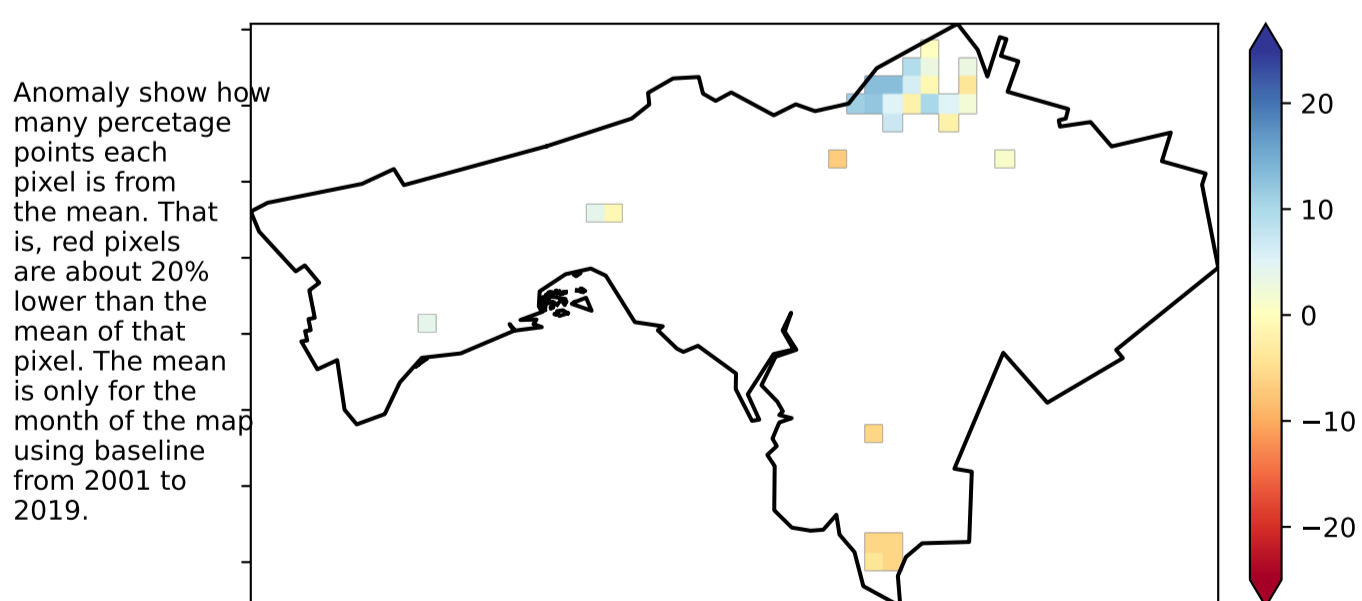 Anomaly show how
many percetage
points each
pixel is from
the mean. That
is, red pixels
are about 20%
lower than the
mean of that
pixel. The mean
is only for the
month of the map
using baseline
from 2001 to
2019.
20
10
0
−10
−20